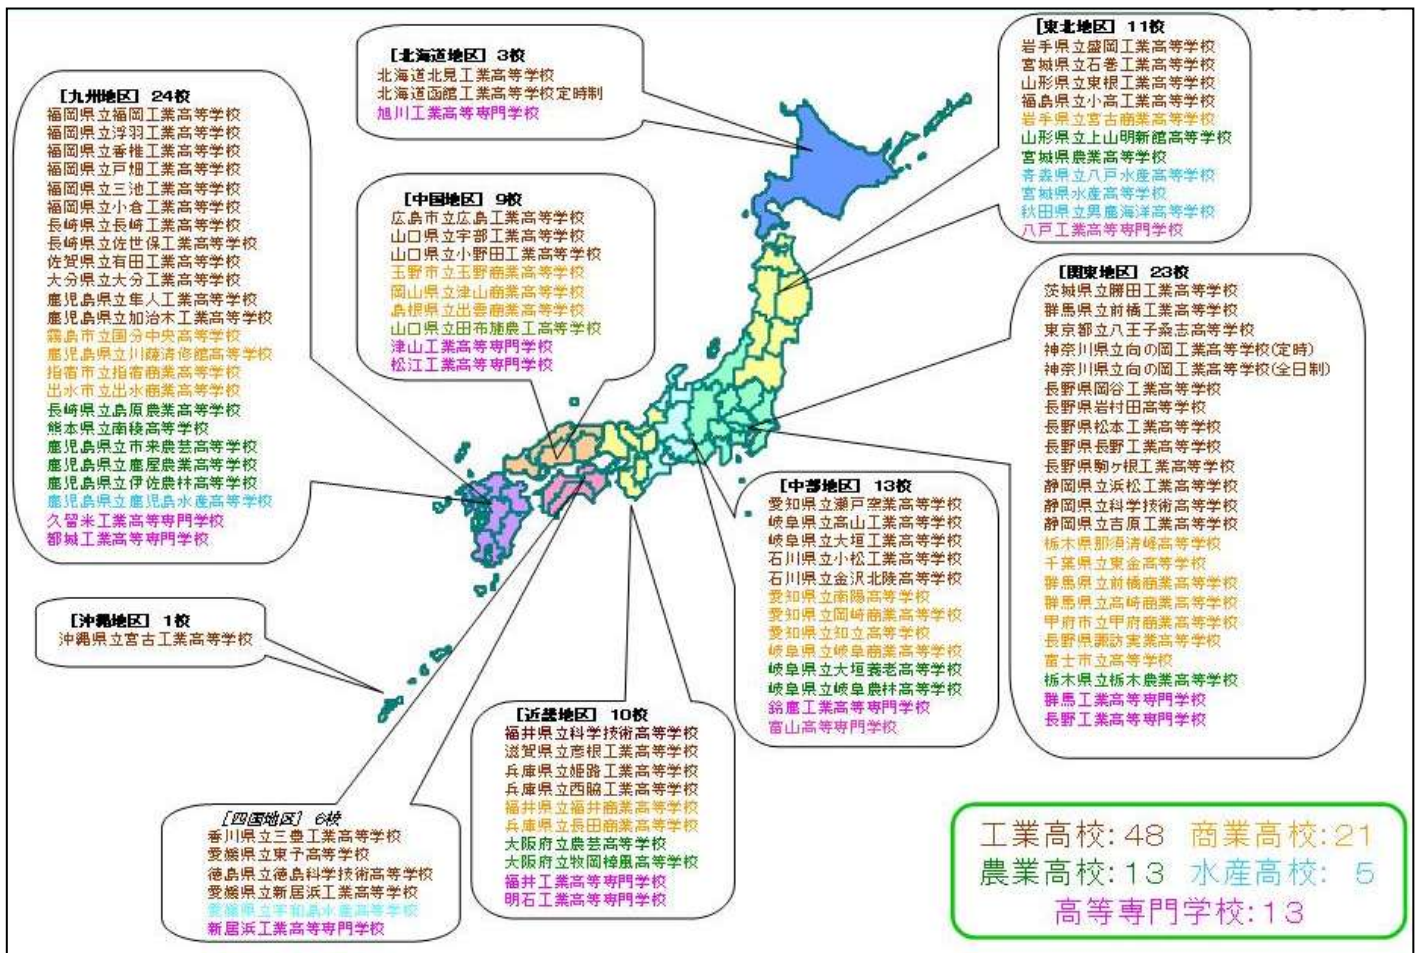 [北海道地区] 3校
北海道北見工業高等学校
北海道函館工業高等学校定時制
旭川工業高等専門学校
[東北地区] 11校
岩手県立盛岡工業高等学校
宮城県石巻工業高等学校
山形県立東根工業高等学校
福島県立小高工業高等学校
岩手県立宮古商業高等学校
山形県立上山明新館高等学校
宮城県農業高等学校
青森県立八戸水産高等学校
宮城県水産高等学校
秋田県立男鹿海洋高等学校
八戸工業高等専門学校
[九州地区] 24校
福岡県立福岡工業高等学校
福岡県立浮羽工業高等学校
福岡県立香椎工業高等学校
福岡県立戸畑工業高等学校
福岡県立三池工業高等学校
福岡県立小倉工業高等学校
長崎県立長崎工業高等学校
長崎県立佐世保工業高等学校
佐賀県立有田工業高等学校
大分県立大分工業高等学校
鹿児島県立隼人工業高等学校
鹿児島県立加治木工業高等学校
霧島市立国分中央高等学校
鹿児島県立川薩清修館高等学校
指宿市立指宿商業高等学校
出水市立出水商業高等学校
長崎県立島原農業高等学校
熊本県立南稜高等学校
鹿児島県立市来農芸高等学校
鹿児島県立鹿屋農業高等学校
鹿児島県立伊佐農林高等学校
鹿児島県立鹿児島水産高等学校
久留米工業高等専門学校
都城工業高等専門学校
[中国地区] 9校
広島市立広島工業高等学校
山口県立宇部工業高等学校
山口県立小野田工業高等学校
玉野市立玉野商業高等学校
岡山県立津山商業高等学校
島根県立出雲商業高等学校
山口県立田布施農工高等学校
津山工業高等専門学校
松江工業高等専門学校
[関東地区] 23校
茨城県立勝田工業高等学校
群馬県立前橋工業高等学校
東京都立八王子桑志高等学校
神奈川県立向の岡工業高等学校(定時)
神奈川県立向の岡工業高等学校(全日制)
長野県岡谷工業高等学校
長野県岩村田高等学校
長野県松本工業高等学校
長野県長野工業高等学校
長野県駒ヶ根工業高等学校
静岡県立浜松工業高等学校
静岡県立科学技術高等学校
静岡県立吉原工業高等学校
栃木県那須清峰高等学校
千葉県立東金高等学校
群馬県立前橋商業高等学校
群馬県立高崎商業高等学校
甲府市立甲府商業高等学校
長野県諏訪実業高等学校
富士市立高等学校
栃木県立栃木農業高等学校
群馬工業高等専門学校
長野工業高等専門学校
[中部地区] 13校
愛知県立瀬戸窯業高等学校
岐阜県立高山工業高等学校
岐阜県立大垣工業高等学校
石川県立小松工業高等学校
石川県立金沢北陵高等学校
愛知県立南陽高等学校
愛知県立岡崎商業高等学校
愛知県立知立高等学校
岐阜県立岐阜商業高等学校
岐阜県立大垣養老高等学校
岐阜県立岐阜農林高等学校
鈴鹿工業高等専門学校
富山高等専門学校
[沖縄地区] 1校
沖縄県立宮古工業高等学校
[近畿地区] 10校
福井県立科学技術高等学校
滋賀県立彦根工業高等学校
兵庫県立姫路工業高等学校
兵庫県立西脇工業高等学校
福井県立福井商業高等学校
兵庫県立長田商業高等学校
大阪府立農芸高等学校
大阪府立枚岡樟風高等学校
福井工業高等専門学校
明石工業高等専門学校
[四国地区] 6校
香川県立三豊工業高等学校
愛媛県立東予高等学校
徳島県立徳島科学技術高等学校
愛媛県立新居浜工業高等学校
愛媛県立宇和島水産高等学校
新居浜工業高等専門学校
工業高校:48 商業高校:21
農業高校:13 水産高校: 5
高等専門学校:13